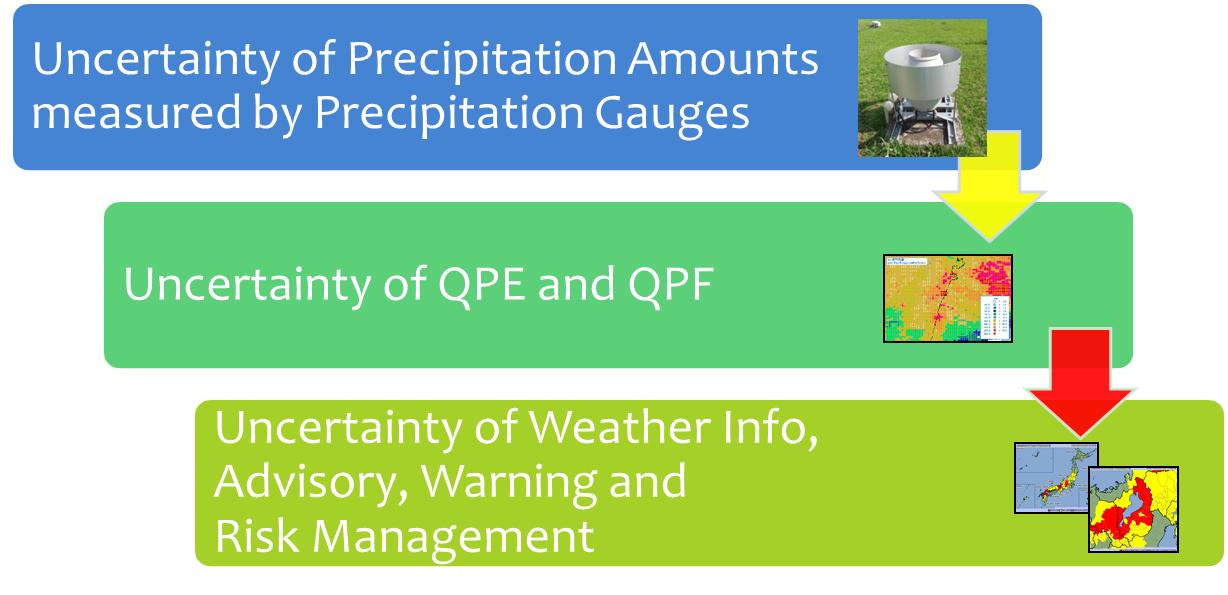 Uncertainty of Precipitation Amounts
measured by Precipitation Gauges
Uncertainty of QPE and QPF
Uncertainty of Weather Info,
Advisory, Warning and
Risk Management